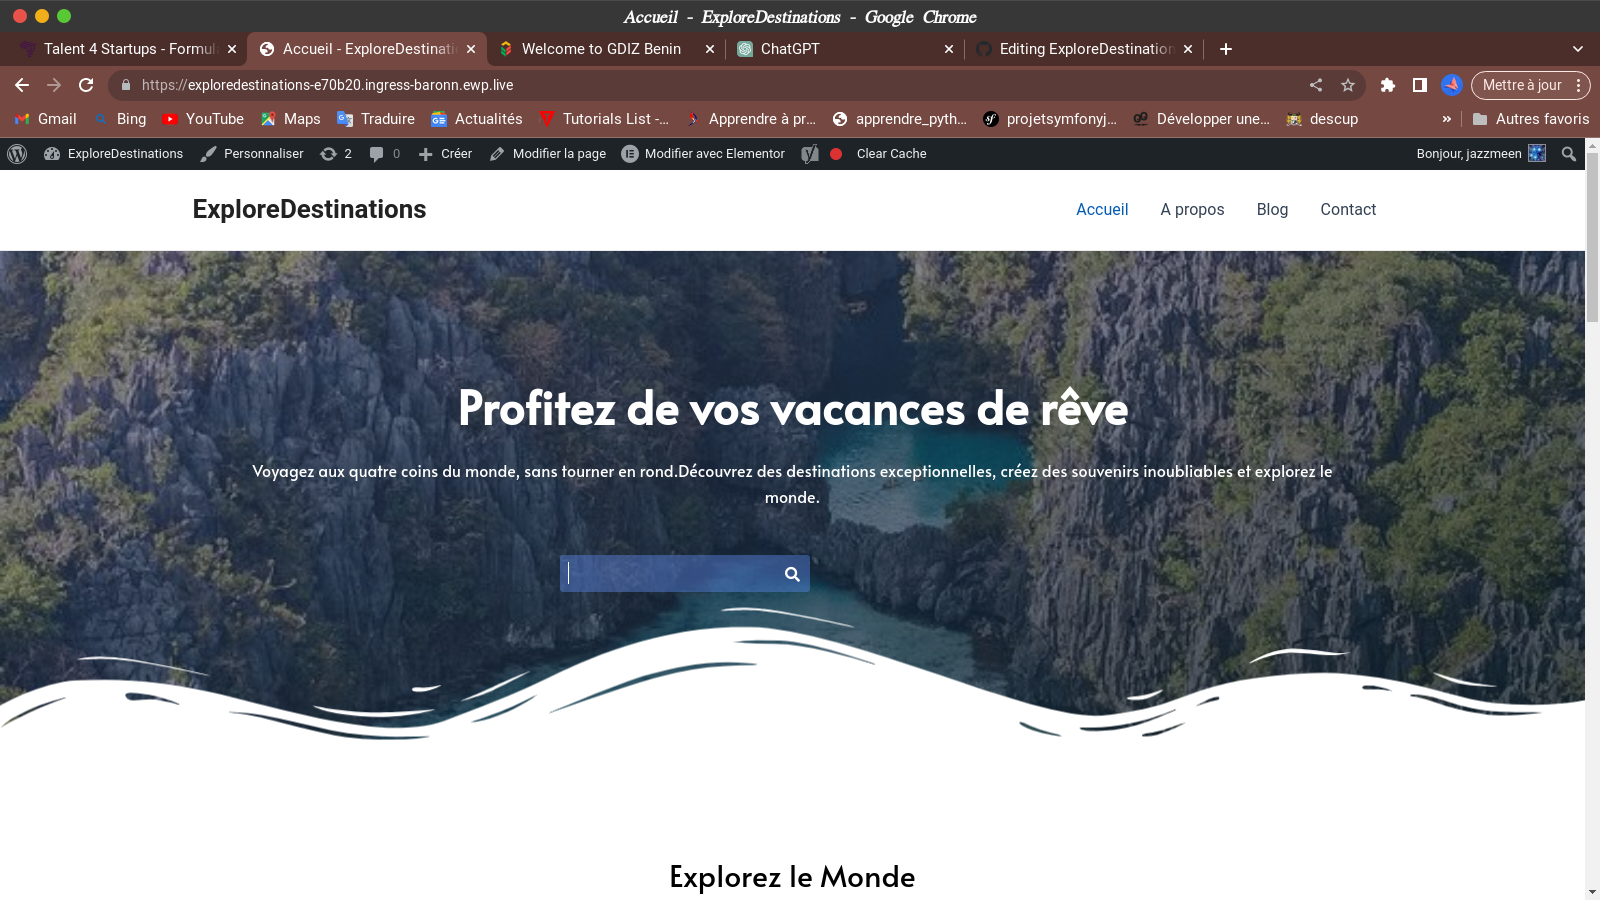 Accueil - ExploreDestinations - Google Chrome
Talent 4 Startups - Formul
Accueil - ExploreDestinati
Welcome to GDIZ Benin
ChatGPT
Editing ExploreDestination
https://exploredestinations-e70b20.ingress-baronn.ewp.live
Mettre à jour
Gmail
Bing
YouTube
Maps
Traduire
Actualités
Tutorials List -...
Apprendre à pr...
apprendre_pyth...
projetsymfonyj...
Développer une...
descup
»
Autres favoris
ExploreDestinations
Personnaliser
2
0
Créer
Modifier la page
Modifier avec Elementor
Clear Cache
Bonjour, jazzmeen
ExploreDestinations
Accueil
A propos
Blog
Contact
Profitez de vos vacances de rêve
Voyagez aux quatre coins du monde, sans tourner en rond.Découvrez des destinations exceptionnelles, créez des souvenirs inoubliables et explorez le
monde.
Explorez le Monde